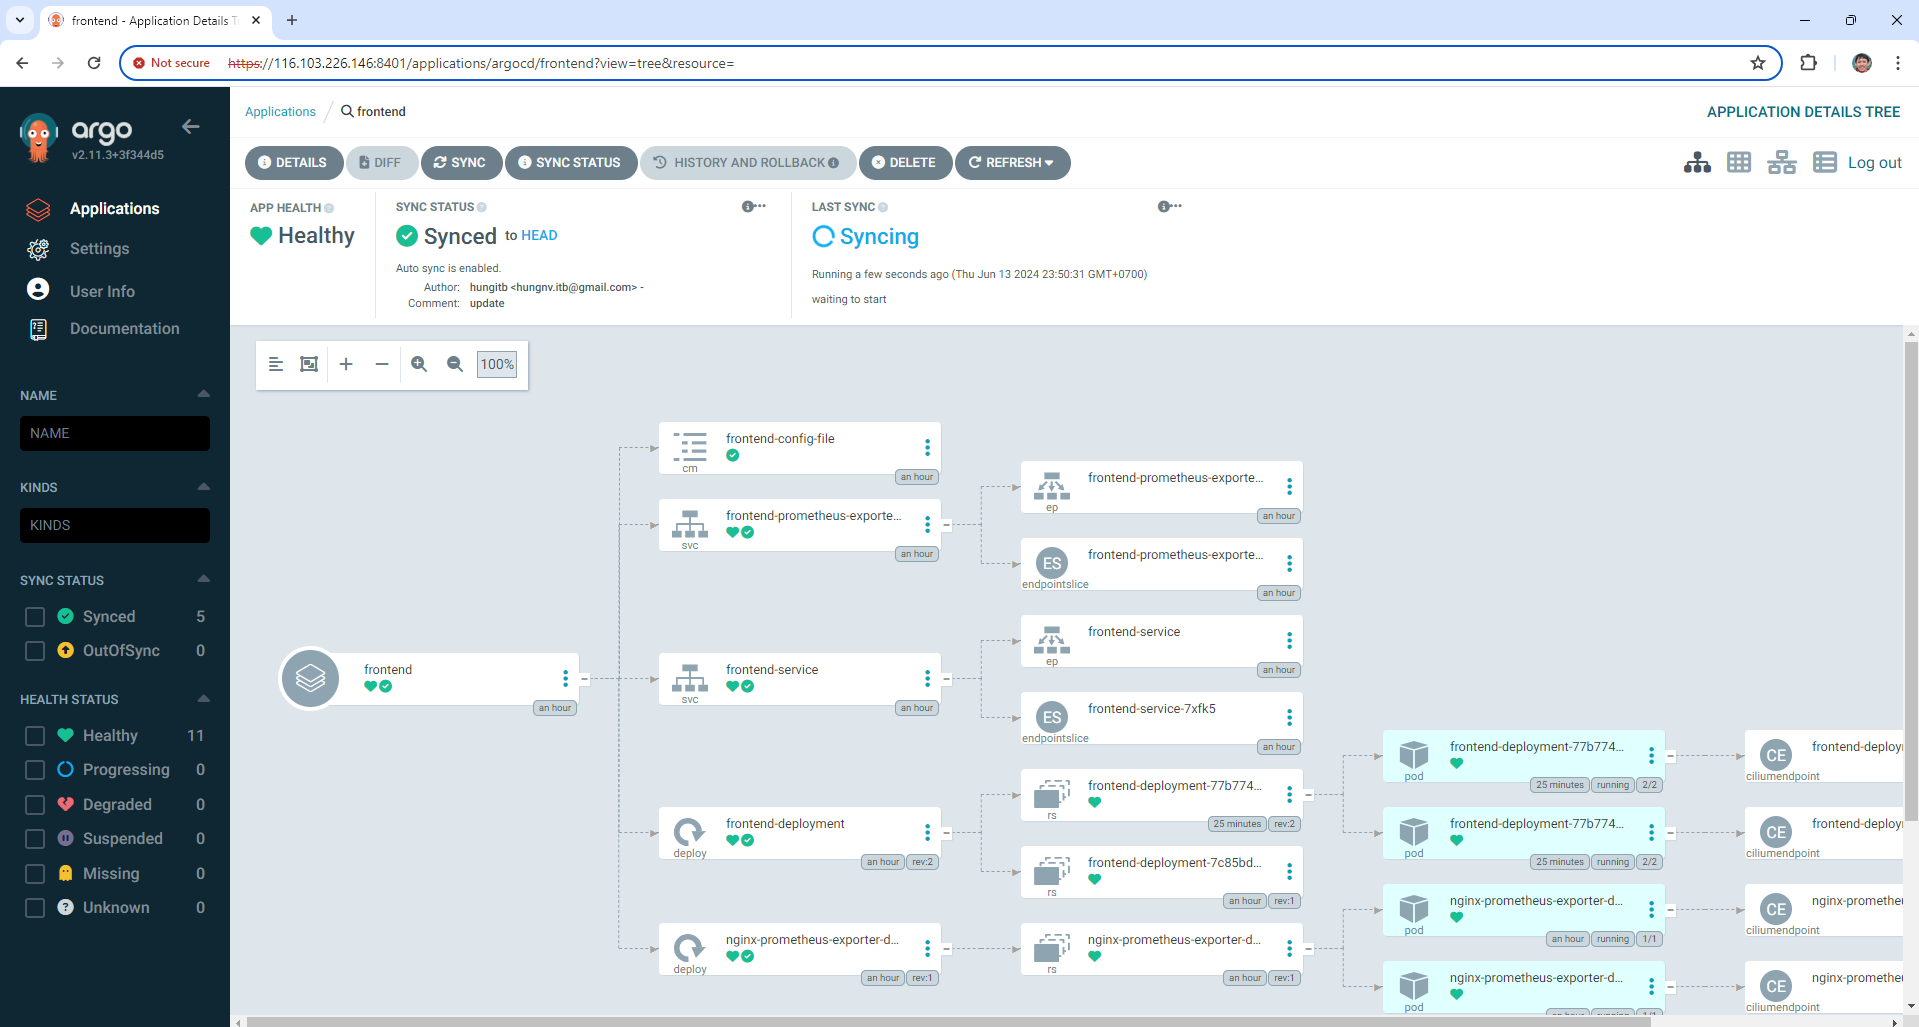 frontend - Application Details T
Not secure
https://116.103.226.146:8401/applications/argocd/frontend?view=tree&resource=
argo
v2.11.3+3f344d5
Applications
Settings
User Info
Documentation
NAME
NAME
KINDS
KINDS
SYNC STATUS
Synced 5
OutOfSync 0
HEALTH STATUS
Healthy 11
Progressing 0
Degraded 0
Suspended 0
Missing 0
Unknown 0
Applications / frontend
APPLICATION DETAILS TREE
DETAILS DIFF SYNC SYNC STATUS HISTORY AND ROLLBACK DELETE REFRESH
Log out
APP HEALTH
Healthy
SYNC STATUS
Synced to HEAD
Auto sync is enabled.
Author: hungitb <hungnv.itb@gmail.com> -
Comment: update
LAST SYNC
Syncing
Running a few seconds ago (Thu Jun 13 2024 23:50:31 GMT+0700)
waiting to start
100%
frontend
an hour
frontend-config-file
cm
an hour
frontend-prometheus-exporte...
svc
an hour
frontend-service
svc
an hour
frontend-deployment
deploy
an hour rev:2
nginx-prometheus-exporter-d...
deploy
an hour rev:1
frontend-prometheus-exporte...
ep
an hour
ES
frontend-prometheus-exporte...
endpointslice
an hour
frontend-service
ep
an hour
ES
frontend-service-7xfk5
endpointslice
an hour
frontend-deployment-77b774...
rs
25 minutes rev:2
frontend-deployment-7c85bd...
rs
an hour rev:1
nginx-prometheus-exporter-d...
rs
an hour rev:1
frontend-deployment-77b774...
pod
25 minutes running 2/2
frontend-deployment-77b774...
pod
25 minutes running 2/2
nginx-prometheus-exporter-d...
pod
an hour running 1/1
nginx-prometheus-exporter-d...
pod
an hour running 1/1
CE
frontend-deploy
ciliumendpoint
CE
frontend-deploy
ciliumendpoint
CE
nginx-promethe
ciliumendpoint
CE
nginx-promethe
ciliumendpoint